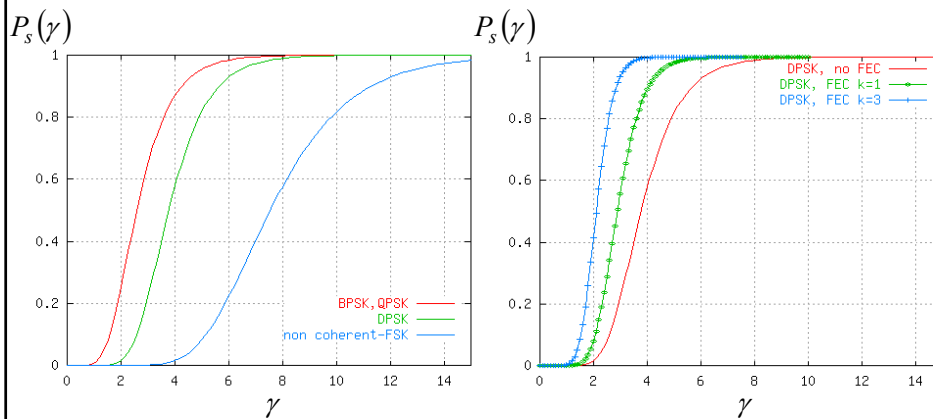 P_s(γ)
1
0.8
0.6
0.4
0.2
0
0 2 4 6 8 10 12 14
BPSK,QPSK
DPSK
non coherent-FSK
γ
P_s(γ)
1
0.8
0.6
0.4
0.2
0
0 2 4 6 8 10 12 14
DPSK, no FEC
DPSK, FEC k=1
DPSK, FEC k=3
γ